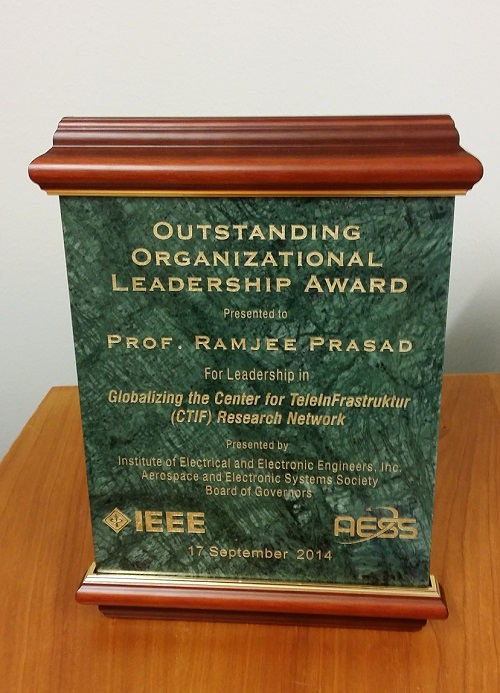 OUTSTANDING
ORGANIZATIONAL
LEADERSHIP AWARD
Presented to
PROF. RAMJEE PRASAD
For Leadership in
Globalizing the Center for TeleInFrastruktur
(CTIF) Research Network
Presented by
Institute of Electrical and Electronic Engineers, Inc.
Aerospace and Electronic Systems Society
Board of Governors
IEEE AESS
17 September 2014